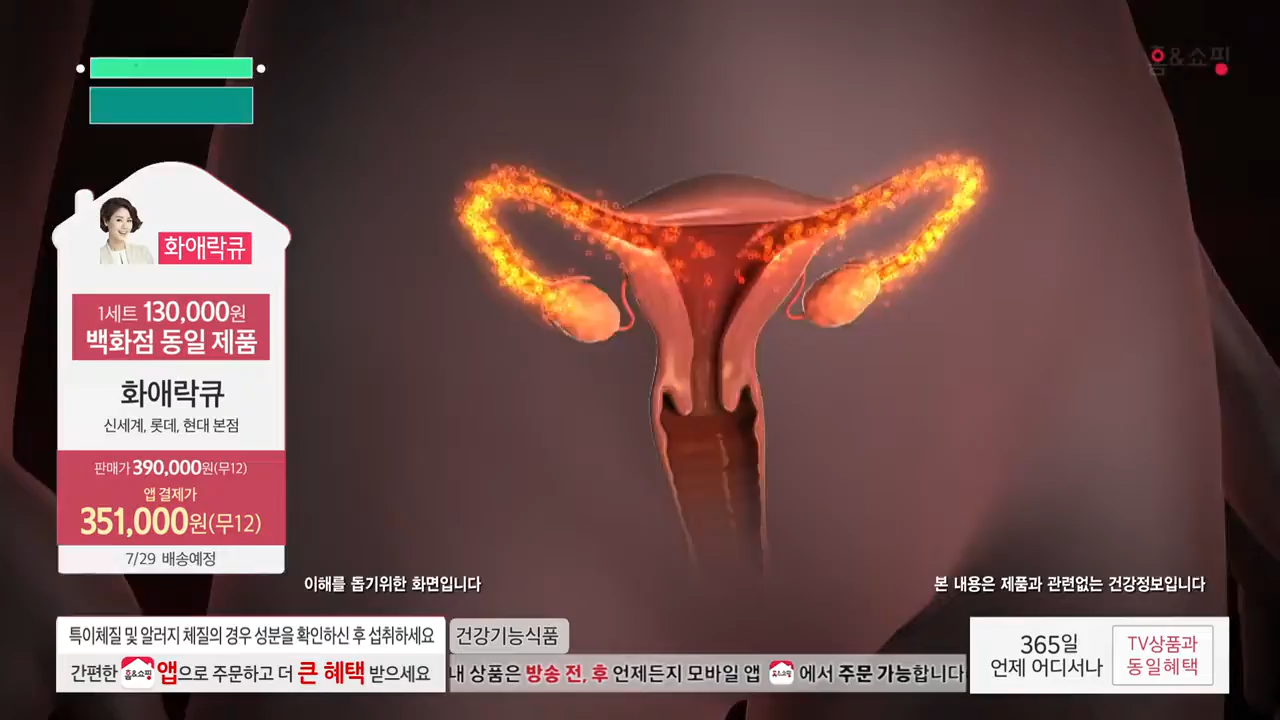 홈&쇼핑
화애락큐
1세트 130,000원
백화점 동일 제품
화애락큐
신세계, 롯데, 현대 본점
판매가 390,000원(무12)
앱 결제가
351,000원(무12)
7/29 배송예정
이해를 돕기위한 화면입니다
본 내용은 제품과 관련없는 건강정보입니다
특이체질 및 알러지 체질의 경우 성분을 확인하신 후 섭취하세요
건강기능식품
간편한 홈&쇼핑 앱으로 주문하고 더 큰 혜택 받으세요
내 상품은 방송 전, 후 언제든지 모바일 앱 홈&쇼핑 에서 주문 가능합니다
365일
언제 어디서나
TV상품과
동일혜택